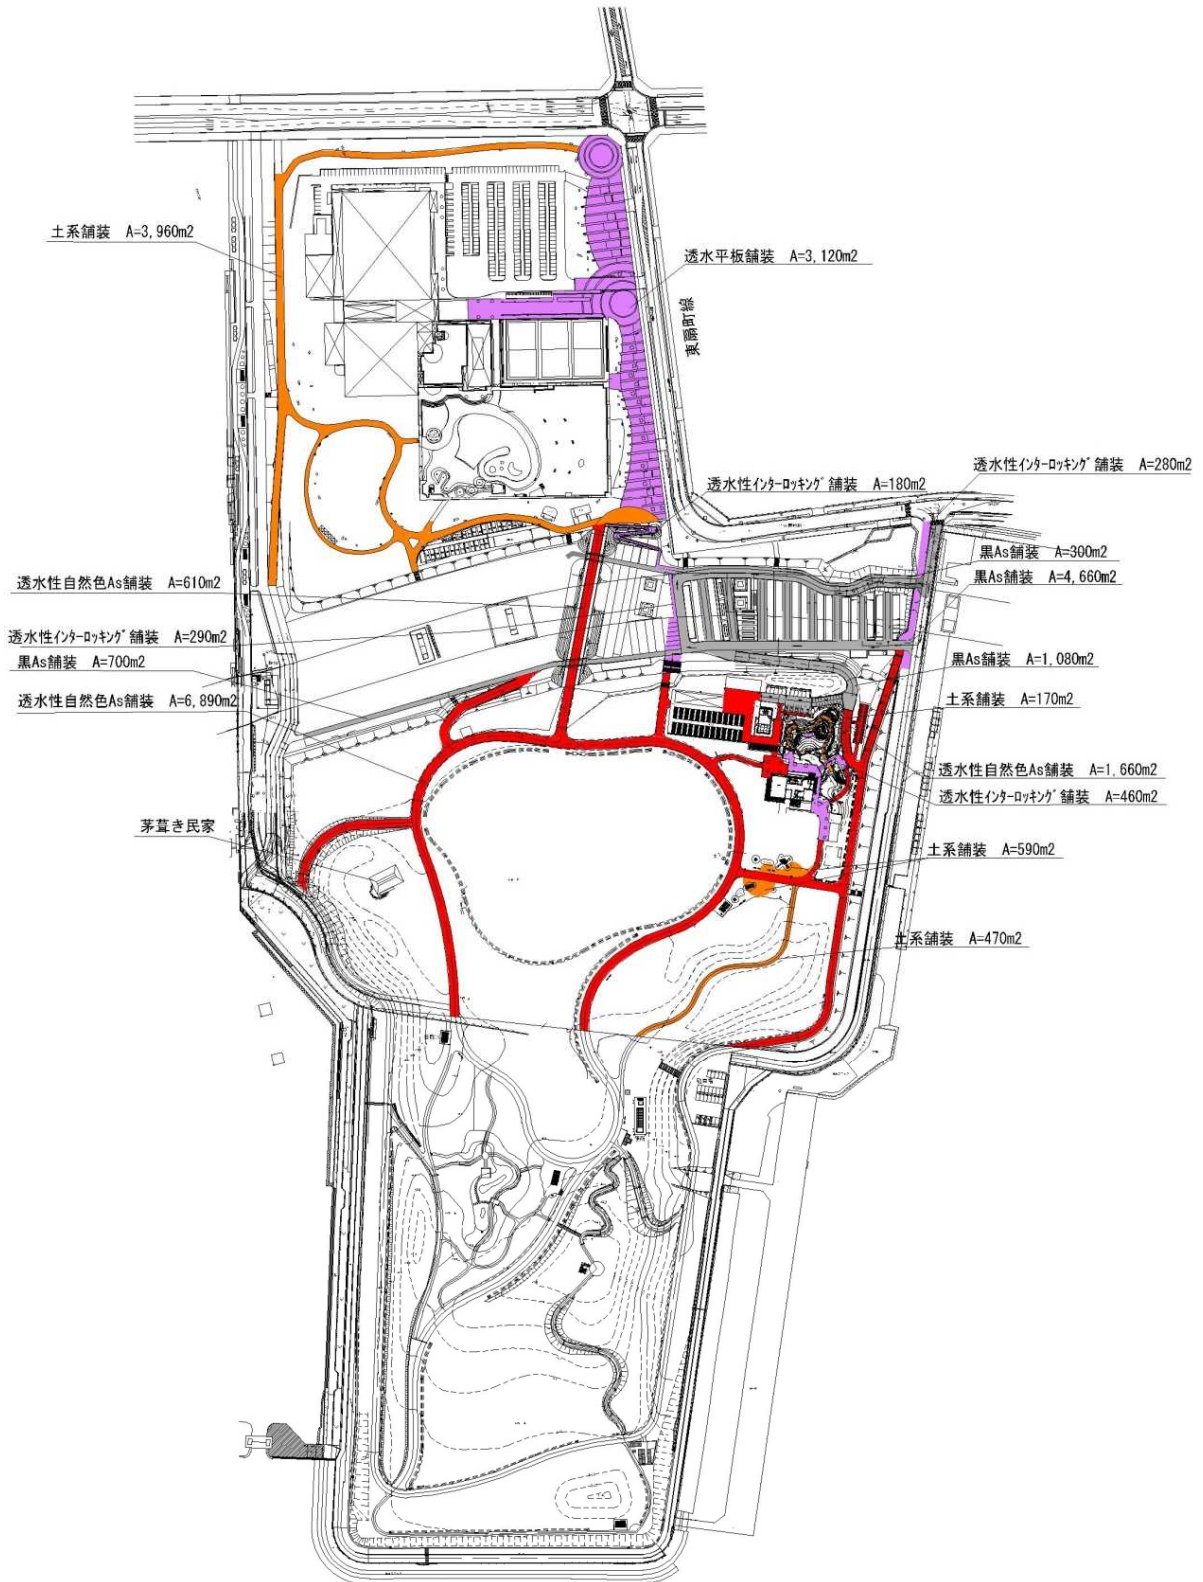 土系舗装 A=3,960m2
透水平板舗装 A=3,120m2
東扇町線
透水性インターロッキング舗装 A=280m2
透水性インターロッキング舗装 A=180m2
黒As舗装 A=300m2
透水性自然色As舗装 A=610m2
黒As舗装 A=4,660m2
透水性インターロッキング舗装 A=290m2
黒As舗装 A=700m2
黒As舗装 A=1,080m2
透水性自然色As舗装 A=6,890m2
土系舗装 A=170m2
透水性自然色As舗装 A=1,660m2
透水性インターロッキング舗装 A=460m2
茅葺き民家
土系舗装 A=590m2
土系舗装 A=470m2